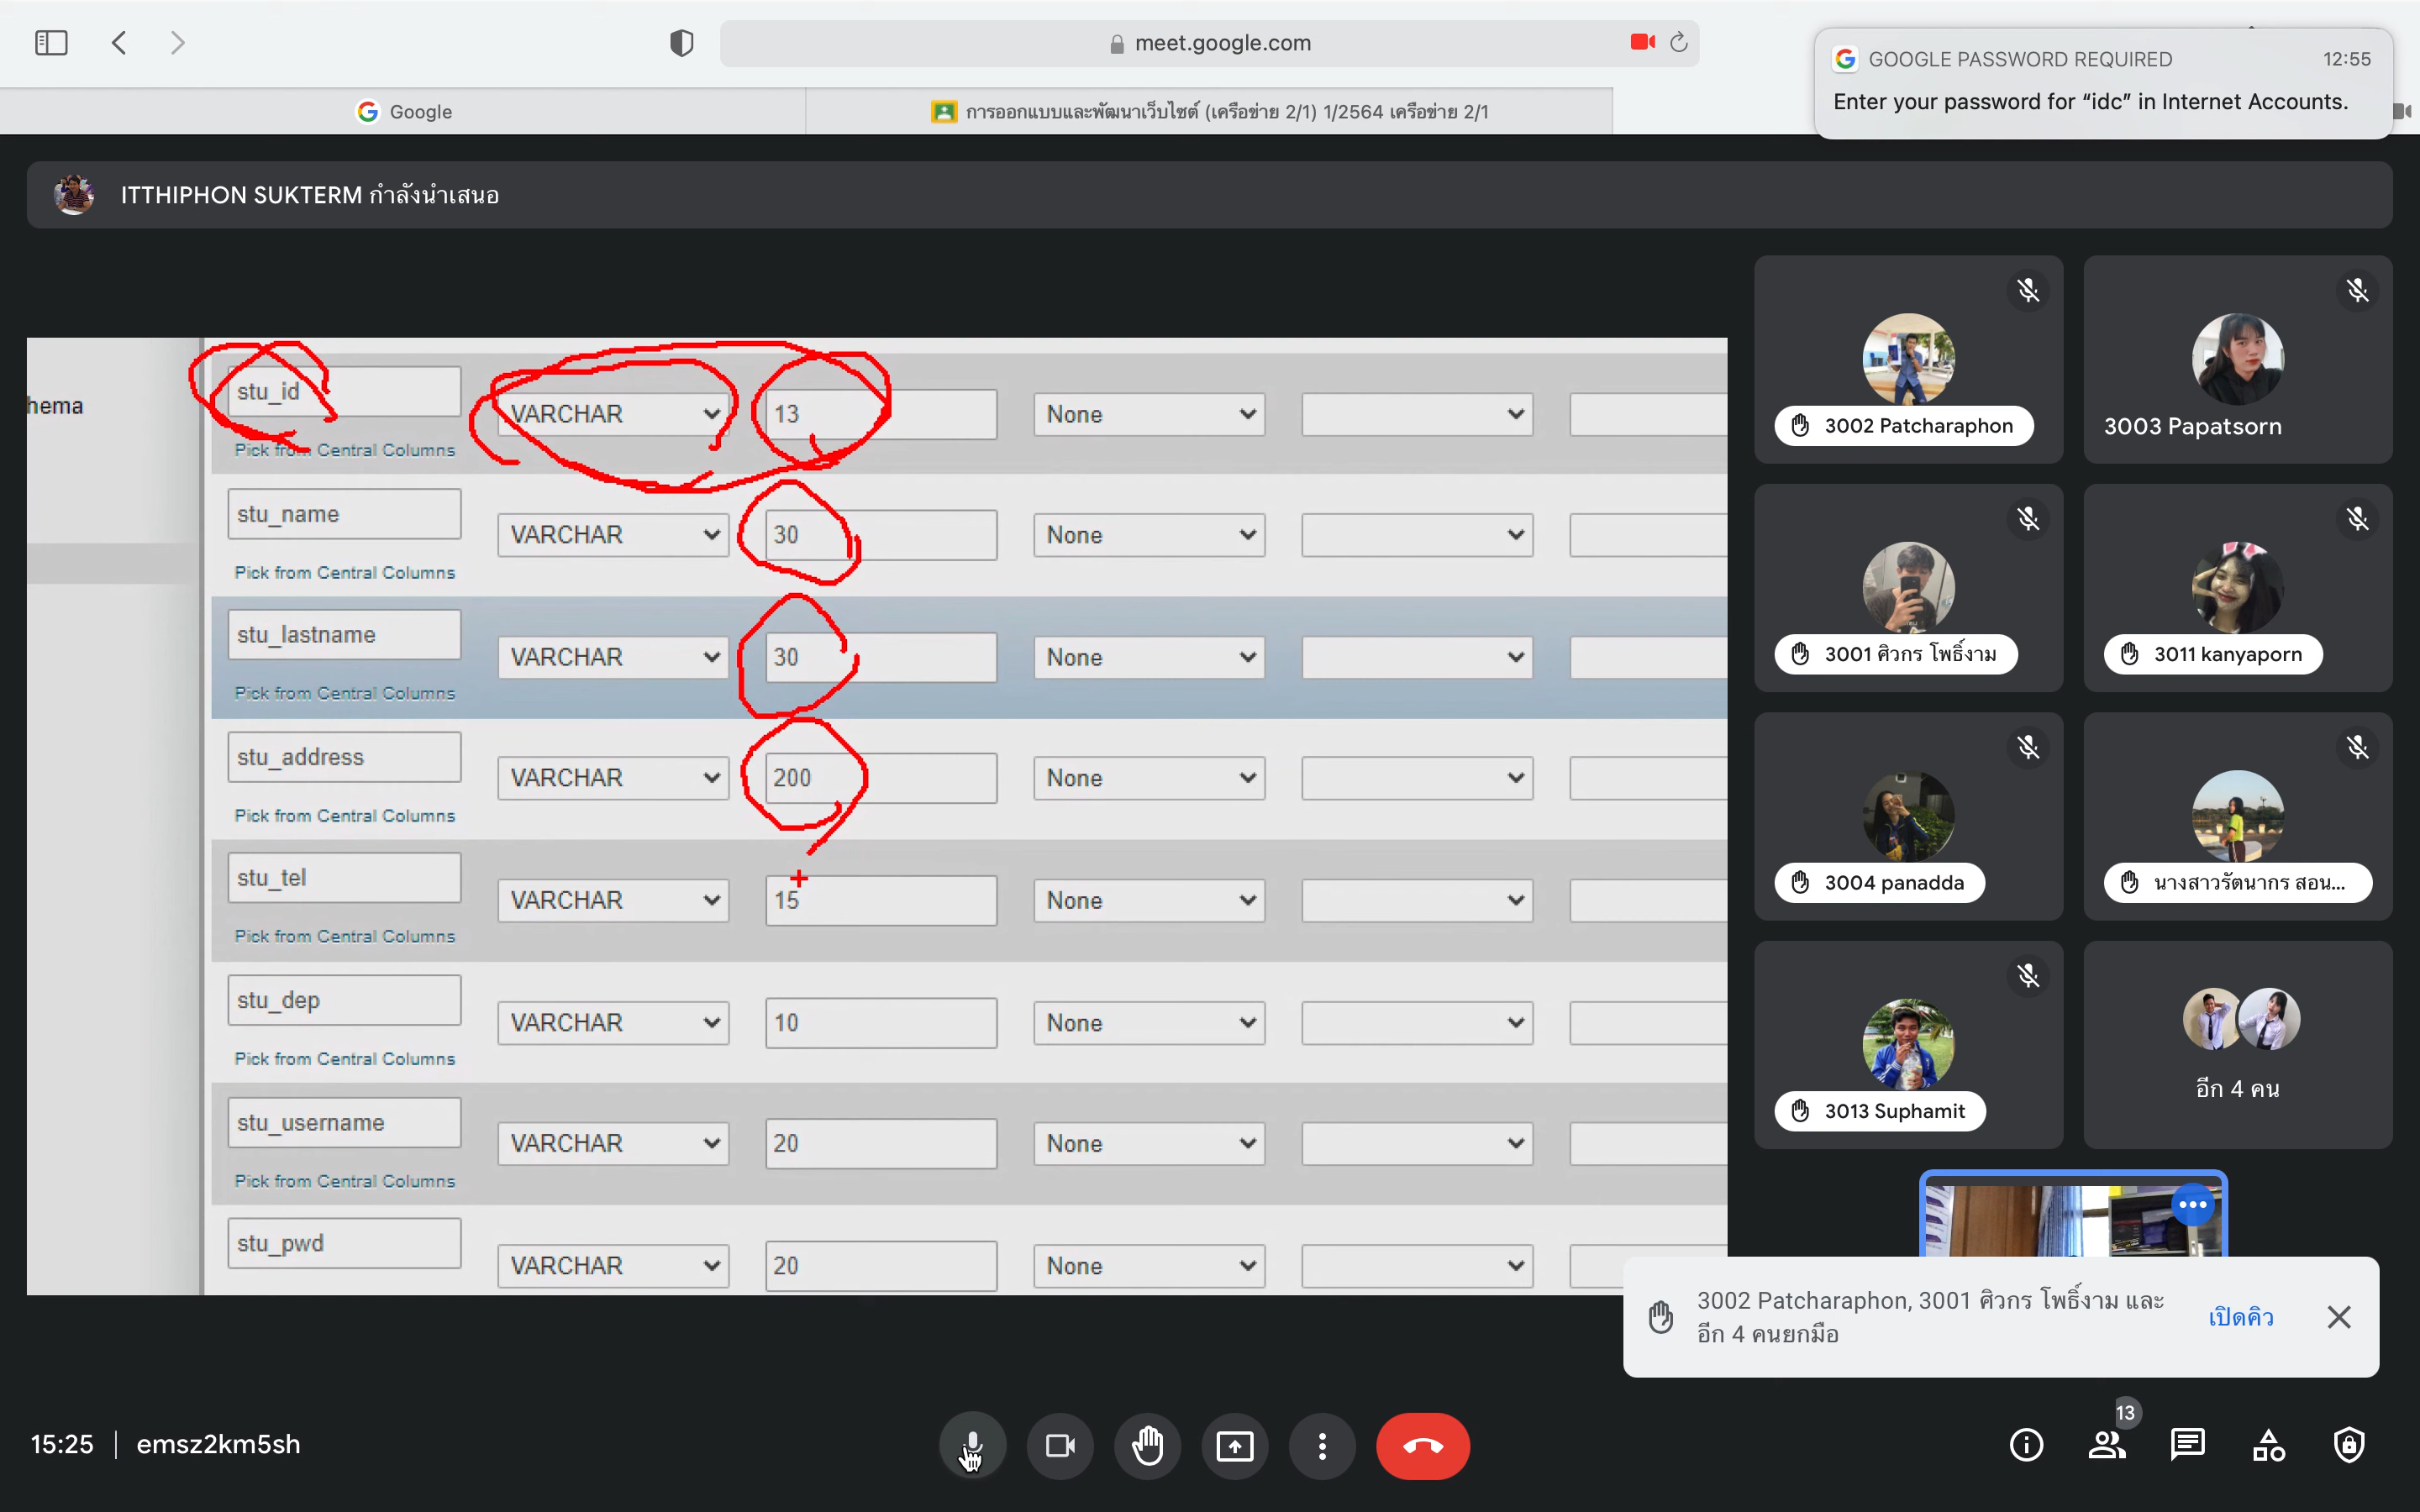 meet.google.com
GOOGLE PASSWORD REQUIRED 12:55
Enter your password for “idc” in Internet Accounts.
Google
การออกแบบและพัฒนาเว็บไซต์ (เครือข่าย 2/1) 1/2564 เครือข่าย 2/1
ITTHIPHON SUKTERM กำลังนำเสนอ
hema
stu_id VARCHAR 13 None
Pick from Central Columns
stu_name VARCHAR 30 None
Pick from Central Columns
stu_lastname VARCHAR 30 None
Pick from Central Columns
stu_address VARCHAR 200 None
Pick from Central Columns
stu_tel VARCHAR 15 None
Pick from Central Columns
stu_dep VARCHAR 10 None
Pick from Central Columns
stu_username VARCHAR 20 None
Pick from Central Columns
stu_pwd VARCHAR 20 None
3002 Patcharaphon
3003 Papatsorn
3001 ศิวกร โพธิ์งาม
3011 kanyaporn
3004 panadda
นางสาวรัตนากร สอน...
3013 Suphamit
อีก 4 คน
3002 Patcharaphon, 3001 ศิวกร โพธิ์งาม และ
อีก 4 คนยกมือ
เปิดคิว
15:25 | emsz2km5sh
13